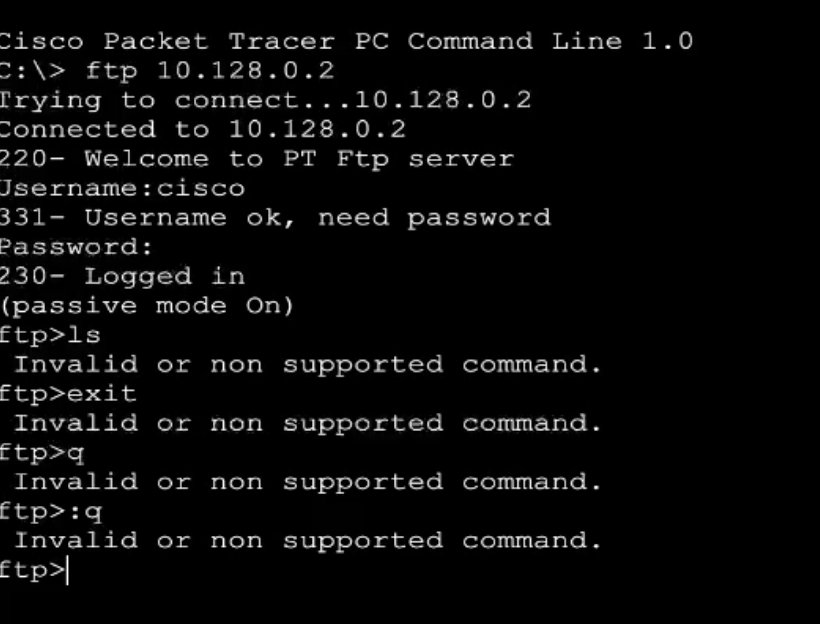 Cisco Packet Tracer PC Command Line 1.0
C:\> ftp 10.128.0.2
Trying to connect...10.128.0.2
Connected to 10.128.0.2
220- Welcome to PT Ftp server
Username:cisco
331- Username ok, need password
Password:
230- Logged in
(passive mode On)
ftp>ls
 Invalid or non supported command.
ftp>exit
 Invalid or non supported command.
ftp>q
 Invalid or non supported command.
ftp>:q
 Invalid or non supported command.
ftp>